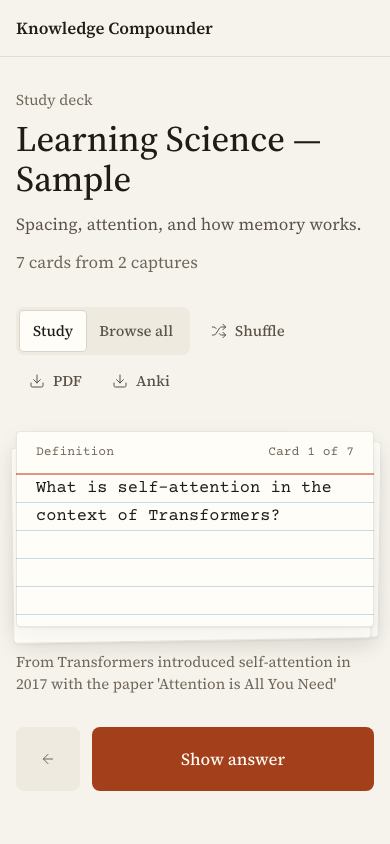 Knowledge Compounder
Study deck
Learning Science —
Sample
Spacing, attention, and how memory works.
7 cards from 2 captures
Study Browse all Shuffle
PDF Anki
Definition Card 1 of 7
What is self-attention in the
context of Transformers?
From Transformers introduced self-attention in
2017 with the paper 'Attention is All You Need'
← Show answer